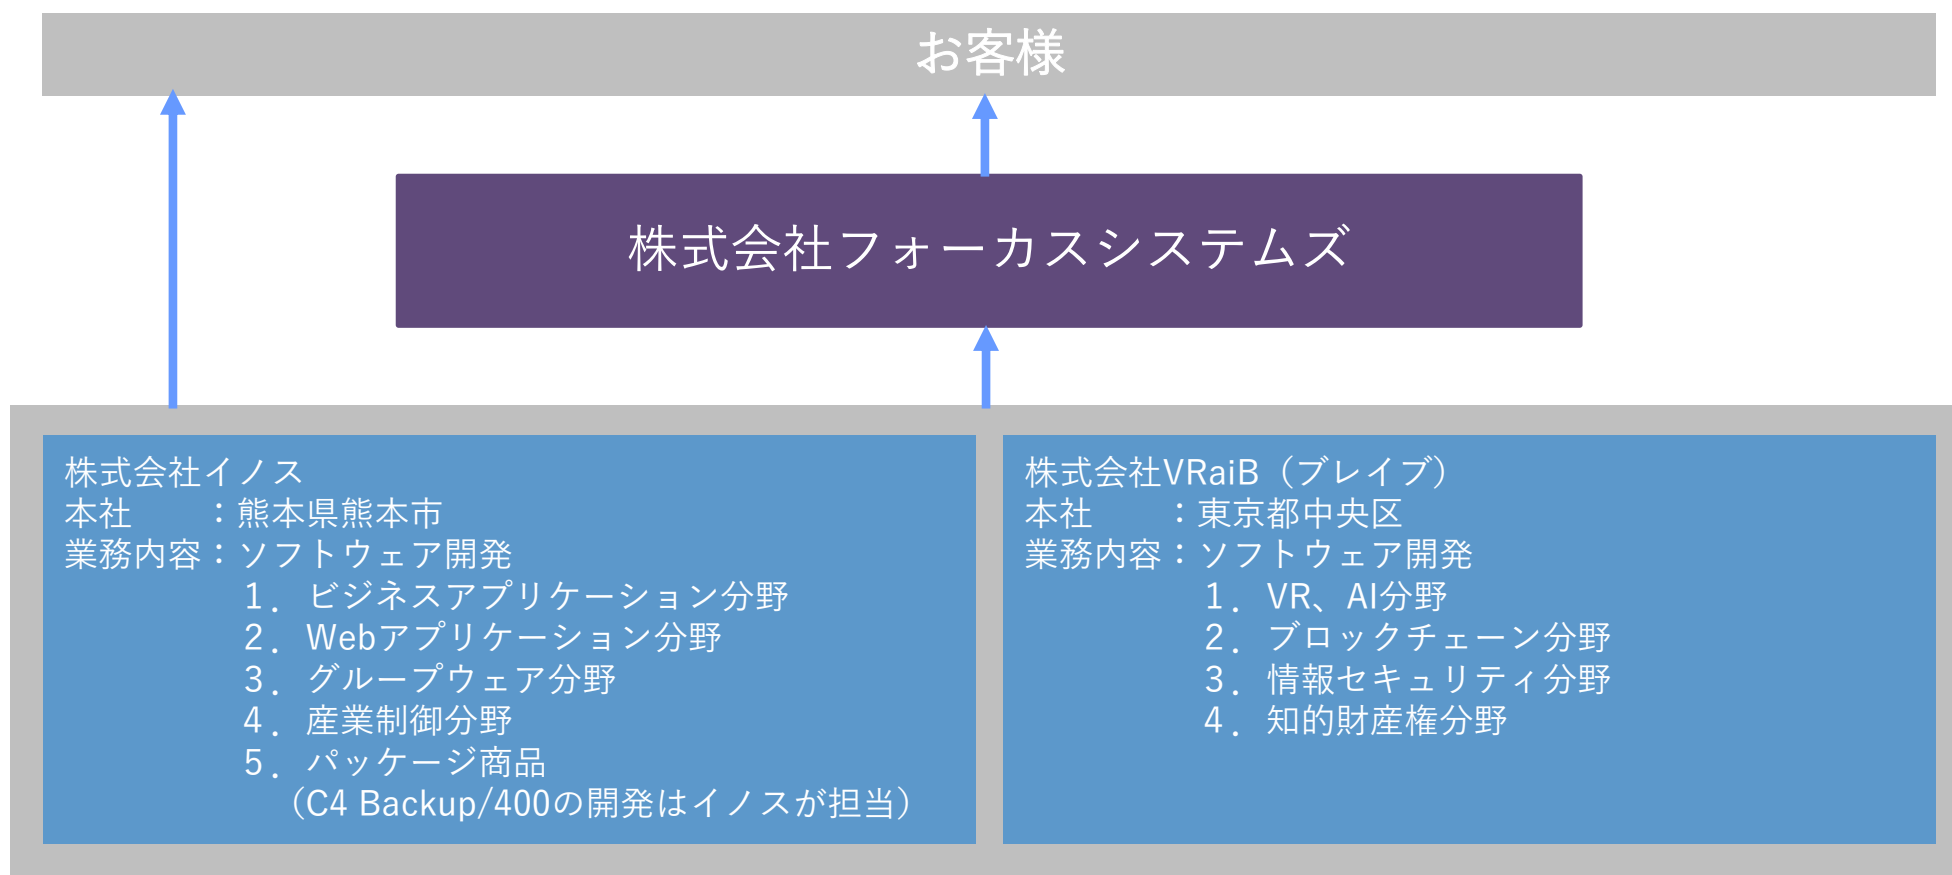 お客様
株式会社フォーカスシステムズ
株式会社イノス
本社　　：熊本県熊本市
業務内容：ソフトウェア開発
１．ビジネスアプリケーション分野
２．Webアプリケーション分野
３．グループウェア分野
４．産業制御分野
５．パッケージ商品
（C4 Backup/400の開発はイノスが担当）
株式会社VRaiB（ブレイブ）
本社　　：東京都中央区
業務内容：ソフトウェア開発
１．VR、AI分野
２．ブロックチェーン分野
３．情報セキュリティ分野
４．知的財産権分野